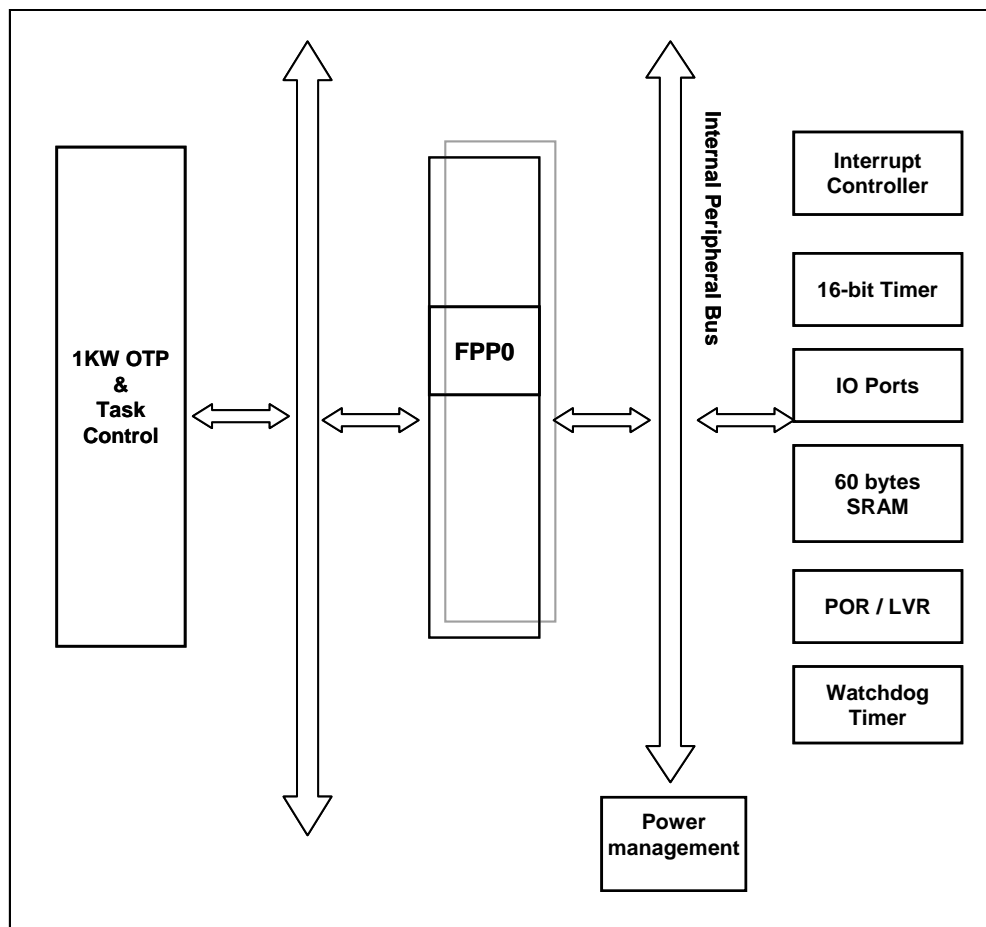 1KW OTP
&
Task
Control
FPP0
Internal Peripheral Bus
Interrupt
Controller
16-bit Timer
IO Ports
60 bytes
SRAM
POR / LVR
Watchdog
Timer
Power
management